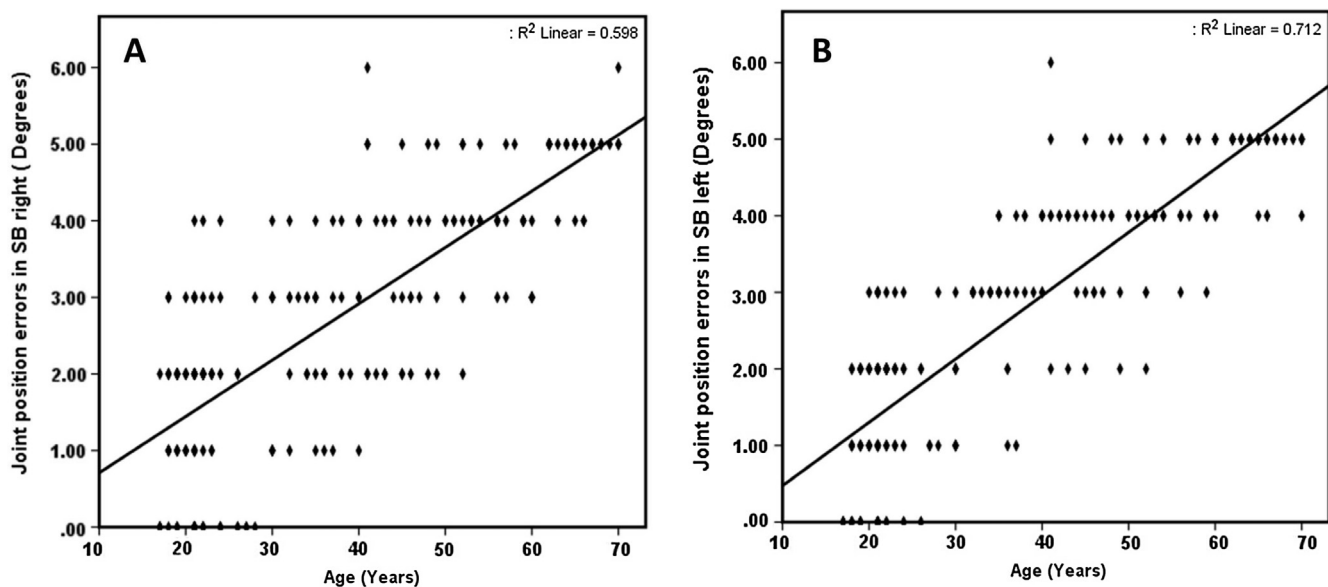 A
: R² Linear = 0.598
Joint position errors in SB right ( Degrees)
6.00
5.00
4.00
3.00
2.00
1.00
.00
10 20 30 40 50 60 70
Age (Years)
B
: R² Linear = 0.712
Joint position errors in SB left (Degrees)
6.00
5.00
4.00
3.00
2.00
1.00
.00
10 20 30 40 50 60 70
Age (Years)